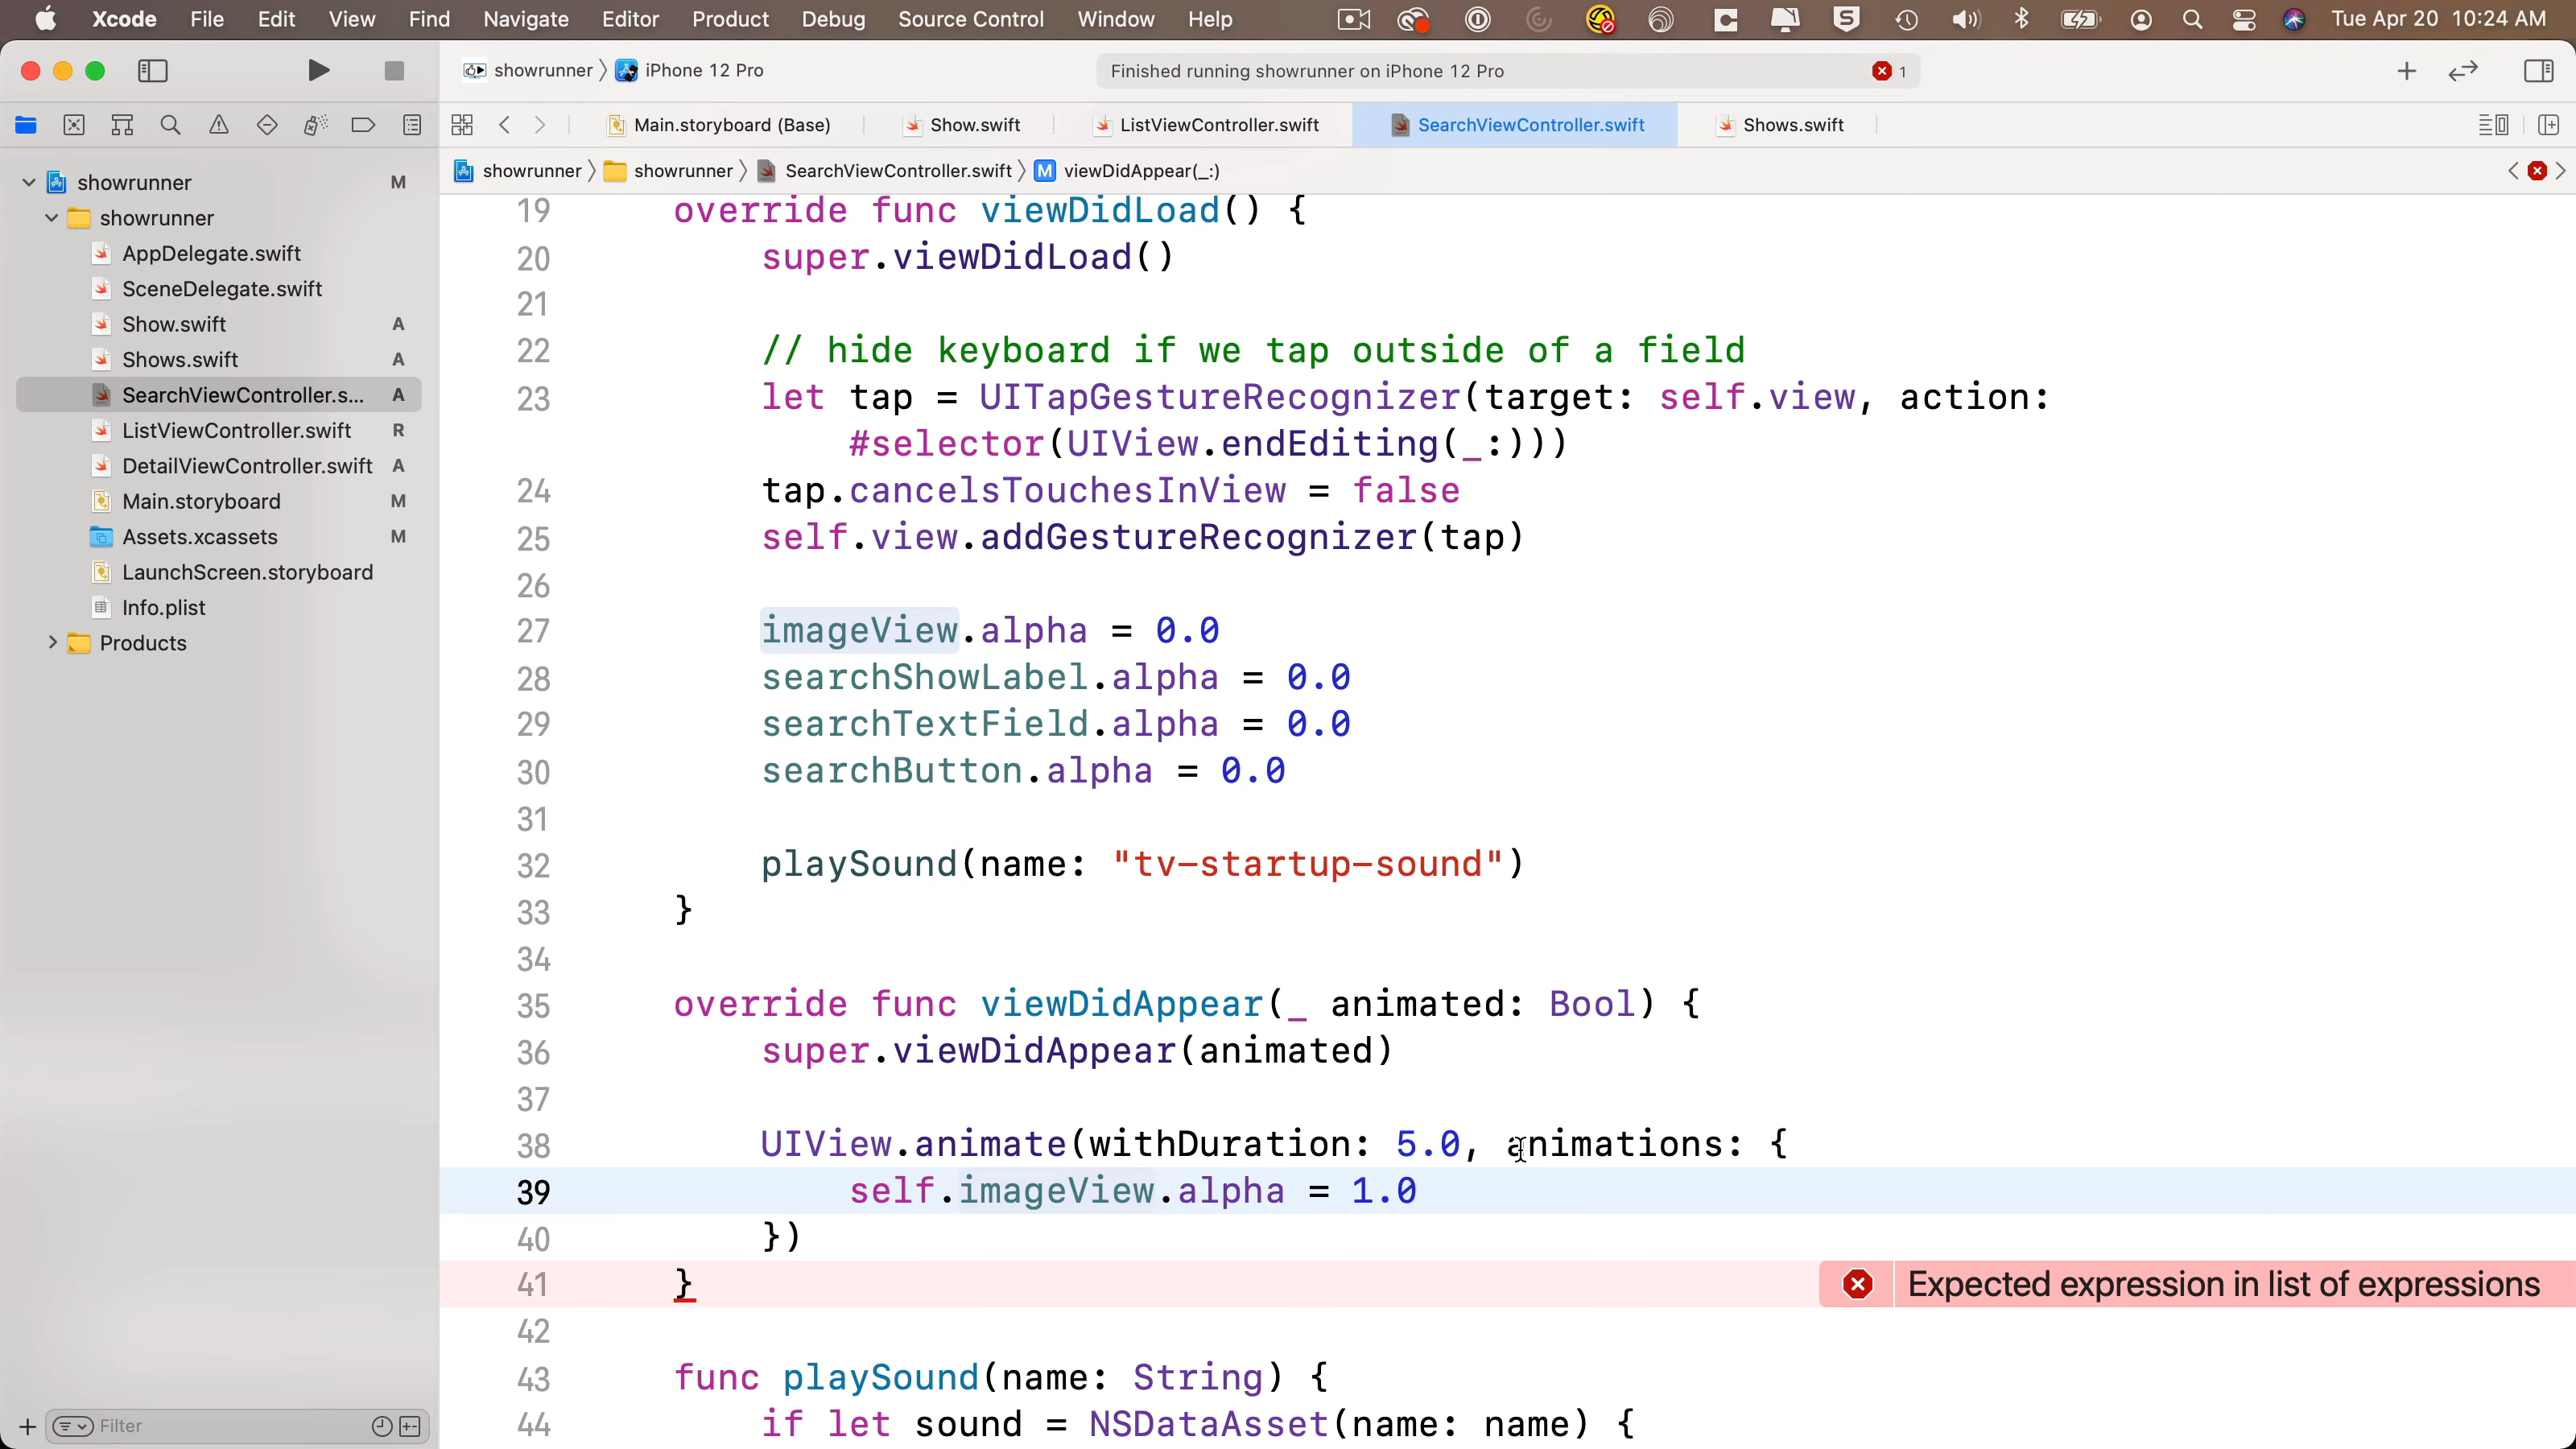 Xcode File Edit View Find Navigate Editor Product Debug Source Control Window Help Tue Apr 20 10:24 AM
showrunner iPhone 12 Pro Finished running showrunner on iPhone 12 Pro 1
Main.storyboard (Base) Show.swift ListViewController.swift SearchViewController.swift Shows.swift
showrunner showrunner SearchViewController.swift M viewDidAppear(_:)
showrunner M
showrunner
AppDelegate.swift
SceneDelegate.swift
Show.swift A
Shows.swift A
SearchViewController.s... A
ListViewController.swift R
DetailViewController.swift A
Main.storyboard M
Assets.xcassets M
LaunchScreen.storyboard
Info.plist
Products
Filter
19 override func viewDidLoad() {
20 super.viewDidLoad()
21
22 // hide keyboard if we tap outside of a field
23 let tap = UITapGestureRecognizer(target: self.view, action:
#selector(UIView.endEditing(_:)))
24 tap.cancelsTouchesInView = false
25 self.view.addGestureRecognizer(tap)
26
27 imageView.alpha = 0.0
28 searchShowLabel.alpha = 0.0
29 searchTextField.alpha = 0.0
30 searchButton.alpha = 0.0
31
32 playSound(name: "tv-startup-sound")
33 }
34
35 override func viewDidAppear(_ animated: Bool) {
36 super.viewDidAppear(animated)
37
38 UIView.animate(withDuration: 5.0, animations: {
39 self.imageView.alpha = 1.0
40 })
41 } Expected expression in list of expressions
42
43 func playSound(name: String) {
44 if let sound = NSDataAsset(name: name) {